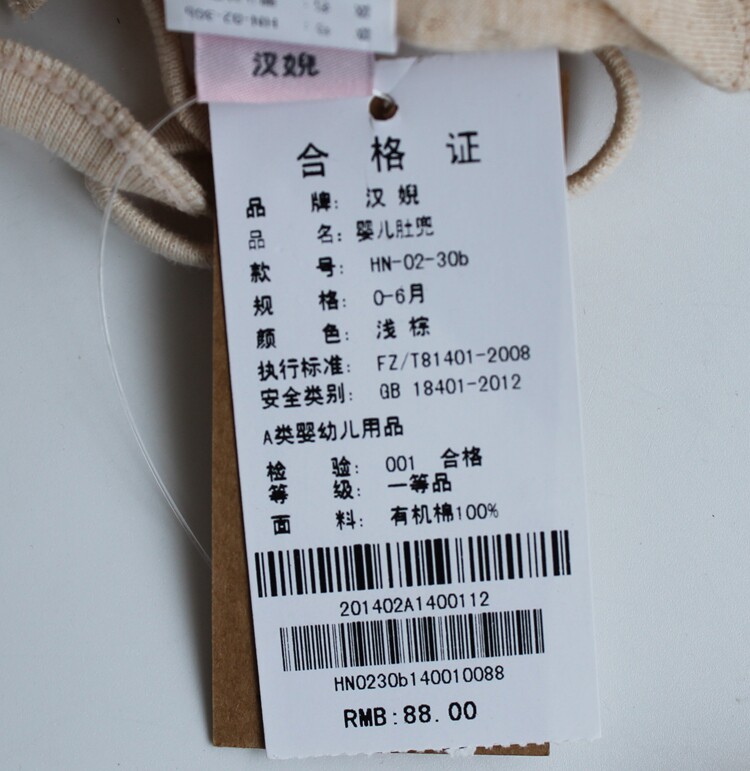 汉婗
合格证
品 牌: 汉婗
品 名: 婴儿肚兜
款 号: HN-02-30b
规 格: 0-6月
颜 色: 浅棕
执行标准: FZ/T81401-2008
安全类别: GB 18401-2012
A类婴幼儿用品
检 验: 001 合格
等 级: 一等品
面 料: 有机棉100%
201402A1400112
HN0230b140010088
RMB:88.00